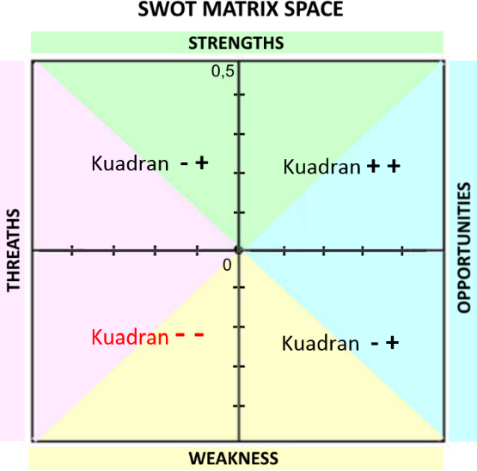 SWOT MATRIX SPACE
STRENGTHS
0,5
Kuadran - +
Kuadran + +
THREATHS
OPPORTUNITIES
0
Kuadran - -
Kuadran - +
WEAKNESS